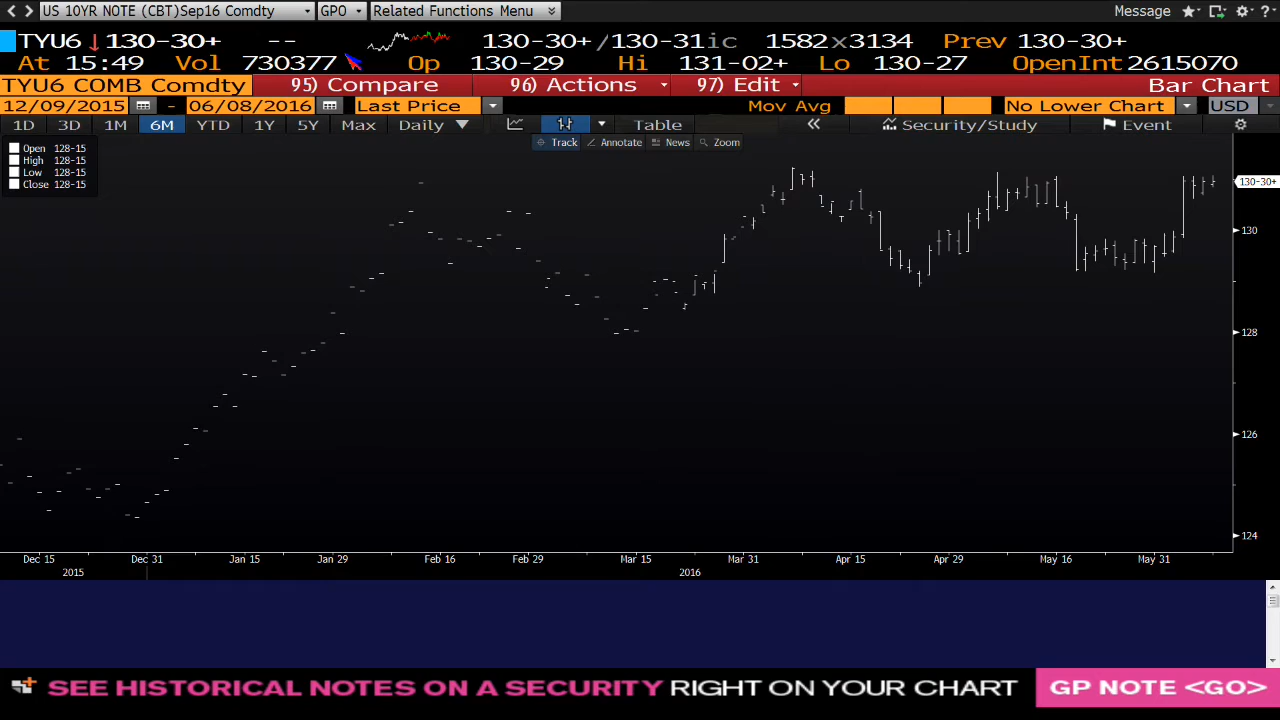 US 10YR NOTE (CBT)Sep16 Comdty GPO Related Functions Menu Message
TYU6 130-30+ -- 130-30+/130-31ic 1582x3134 Prev 130-30+
At 15:49 Vol 730377 Op 130-29 Hi 131-02+ Lo 130-27 OpenInt 2615070
TYU6 COMB Comdty 95) Compare 96) Actions 97) Edit Bar Chart
12/09/2015 - 06/08/2016 Last Price Mov Avg No Lower Chart USD
1D 3D 1M 6M YTD 1Y 5Y Max Daily Table Security/Study Event
Track Annotate News Zoom
Open 128-15
High 128-15
Low 128-15
Close 128-15
130-30+
130
128
126
124
Dec 15 Dec 31 Jan 15 Jan 29 Feb 16 Feb 29 Mar 15 Mar 31 Apr 15 Apr 29 May 16 May 31
2015 2016
SEE HISTORICAL NOTES ON A SECURITY RIGHT ON YOUR CHART GP NOTE <GO>